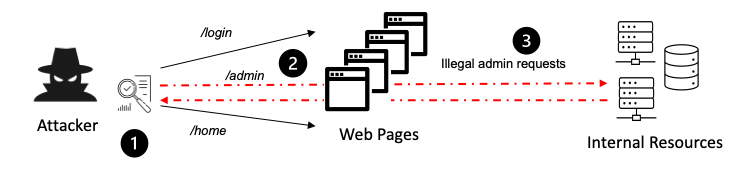 /login
3
2
Illegal admin requests
/admin
Attacker
1
/home
Web Pages
Internal Resources